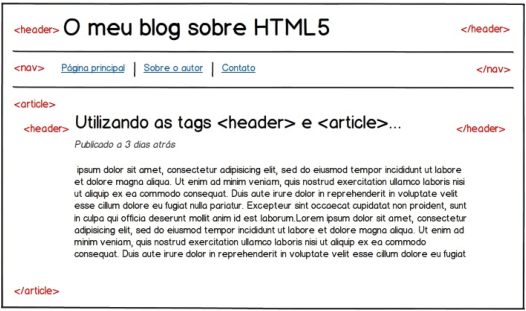 <header> O meu blog sobre HTML5 </header>
<nav> Página principal | Sobre o autor | Contato </nav>
<article>
<header> Utilizando as tags <header> e <article>... </header>
Publicado a 3 dias atrás
ipsum dolor sit amet, consectetur adipisicing elit, sed do eiusmod tempor incididunt ut labore
et dolore magna aliqua. Ut enim ad minim veniam, quis nostrud exercitation ullamco laboris nisi
ut aliquip ex ea commodo consequat. Duis aute irure dolor in reprehenderit in voluptate velit
esse cillum dolore eu fugiat nulla pariatur. Excepteur sint occaecat cupidatat non proident, sunt
in culpa qui officia deserunt mollit anim id est laborum.Lorem ipsum dolor sit amet, consectetur
adipisicing elit, sed do eiusmod tempor incididunt ut labore et dolore magna aliqua. Ut enim ad
minim veniam, quis nostrud exercitation ullamco laboris nisi ut aliquip ex ea commodo
consequat. Duis aute irure dolor in reprehenderit in voluptate velit esse cillum dolore eu fugiat
</article>